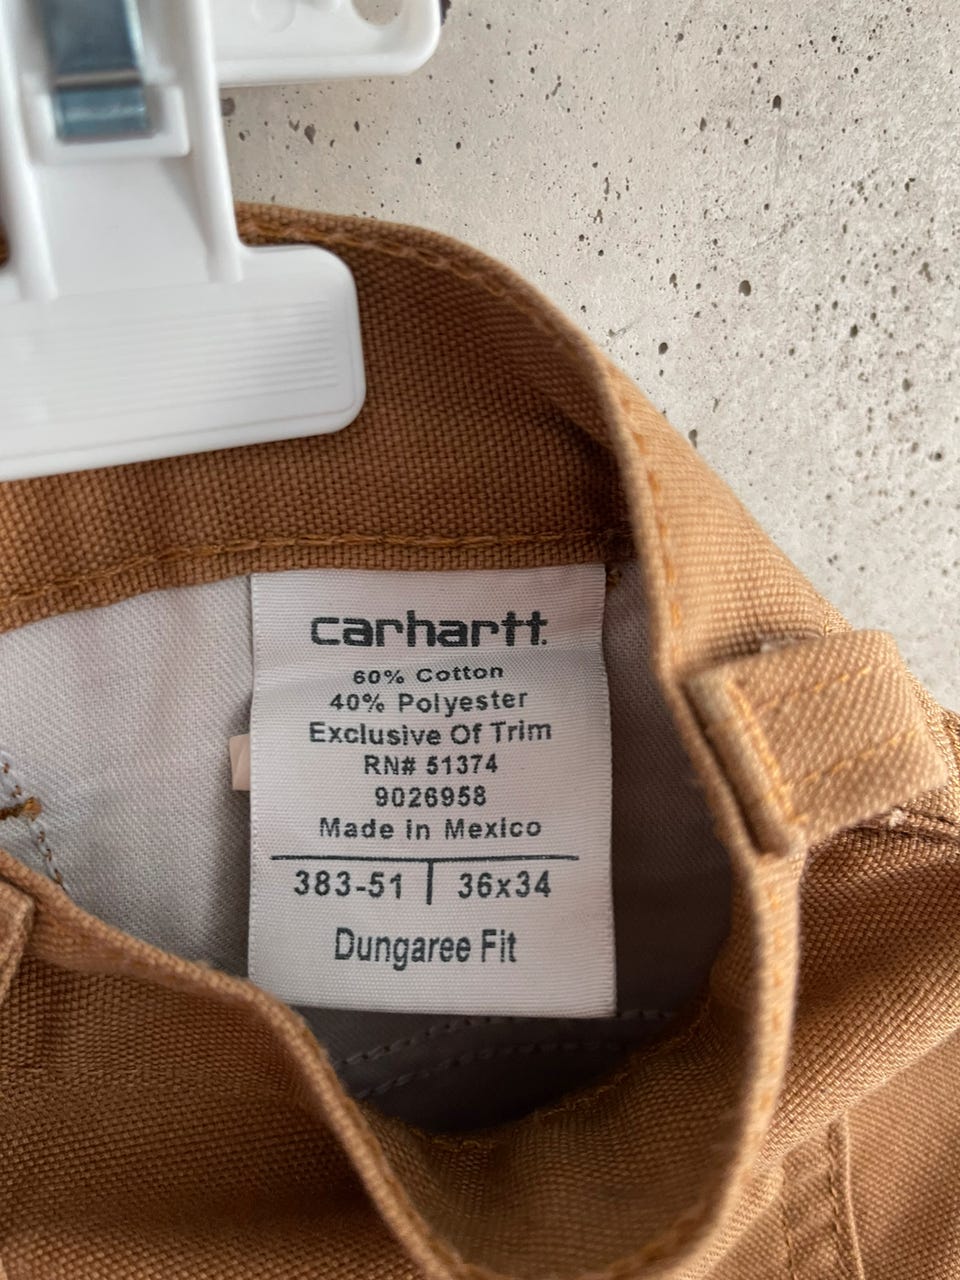 carhartt.
60% Cotton
40% Polyester
Exclusive Of Trim
RN# 51374
9026958
Made in Mexico
383-51 36x34
Dungaree Fit